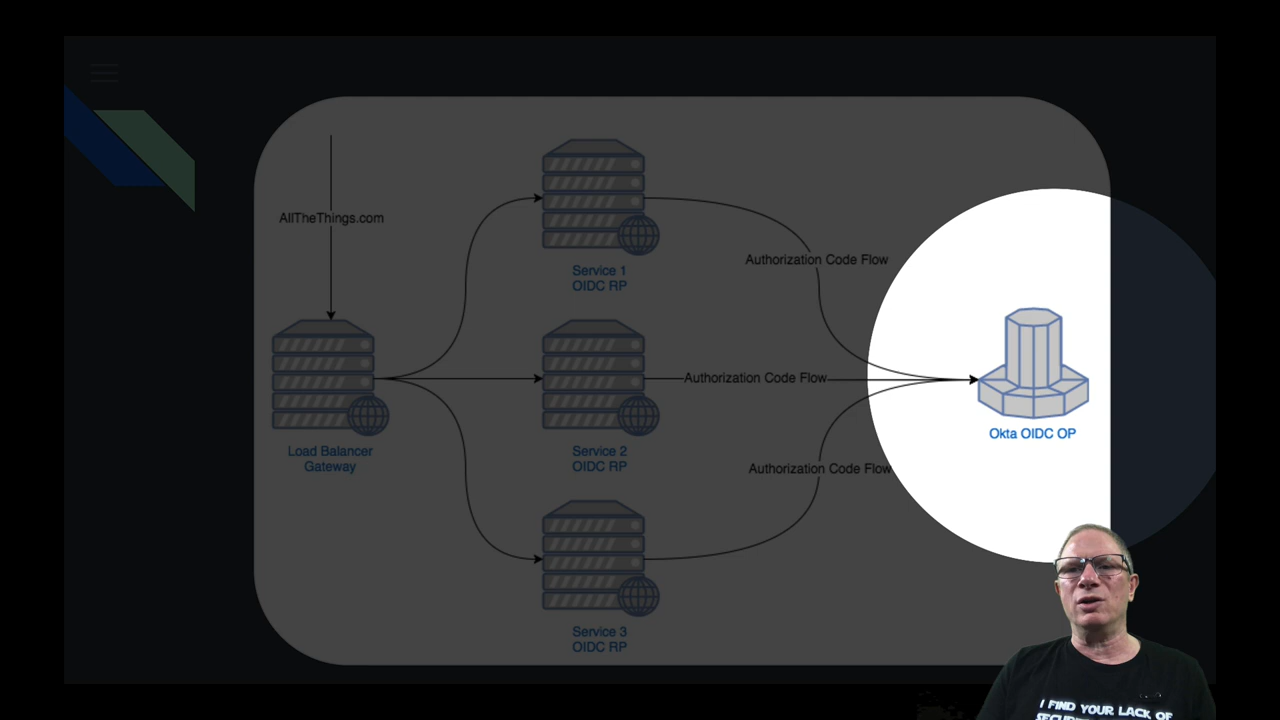 AllTheThings.com
Service 1
OIDC RP
Authorization Code Flow
Load Balancer
Gateway
Service 2
OIDC RP
Authorization Code Flow
Okta OIDC OP
Authorization Code Flow
Service 3
OIDC RP
I FIND YOUR LACK OF